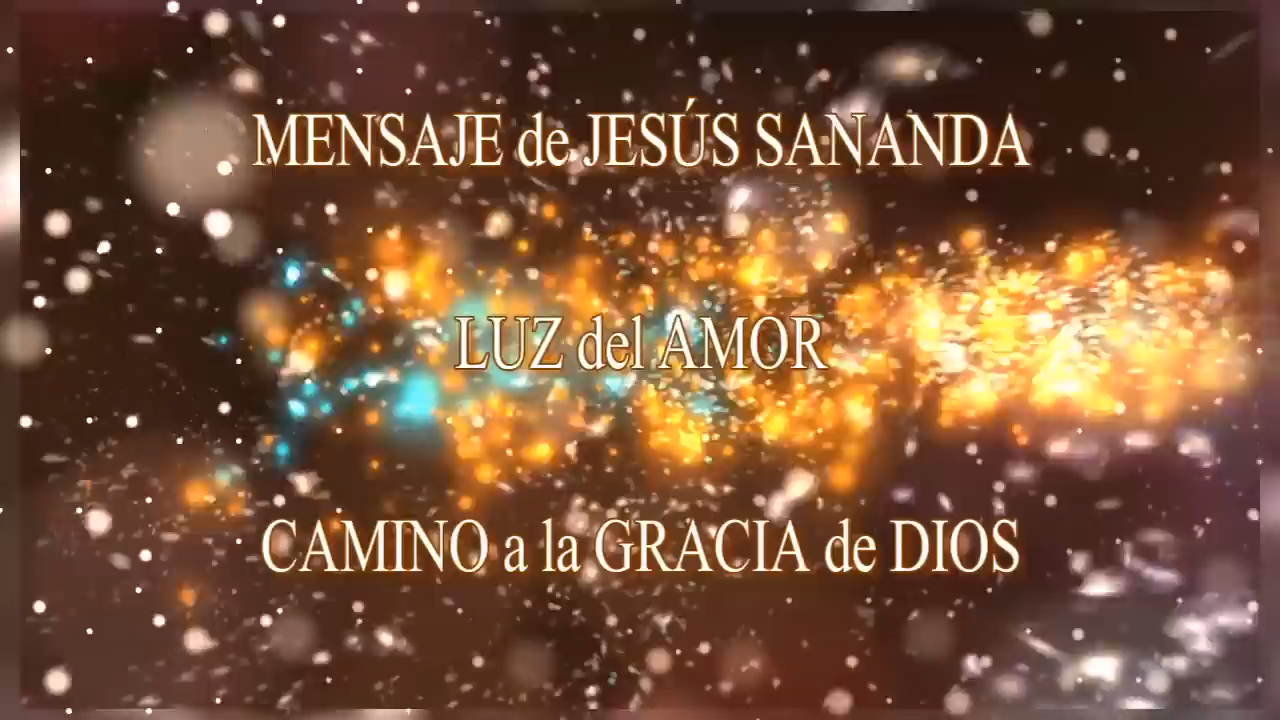 MENSAJE de JESÚS SANANDA
LUZ del AMOR
CAMINO a la GRACIA de DIOS